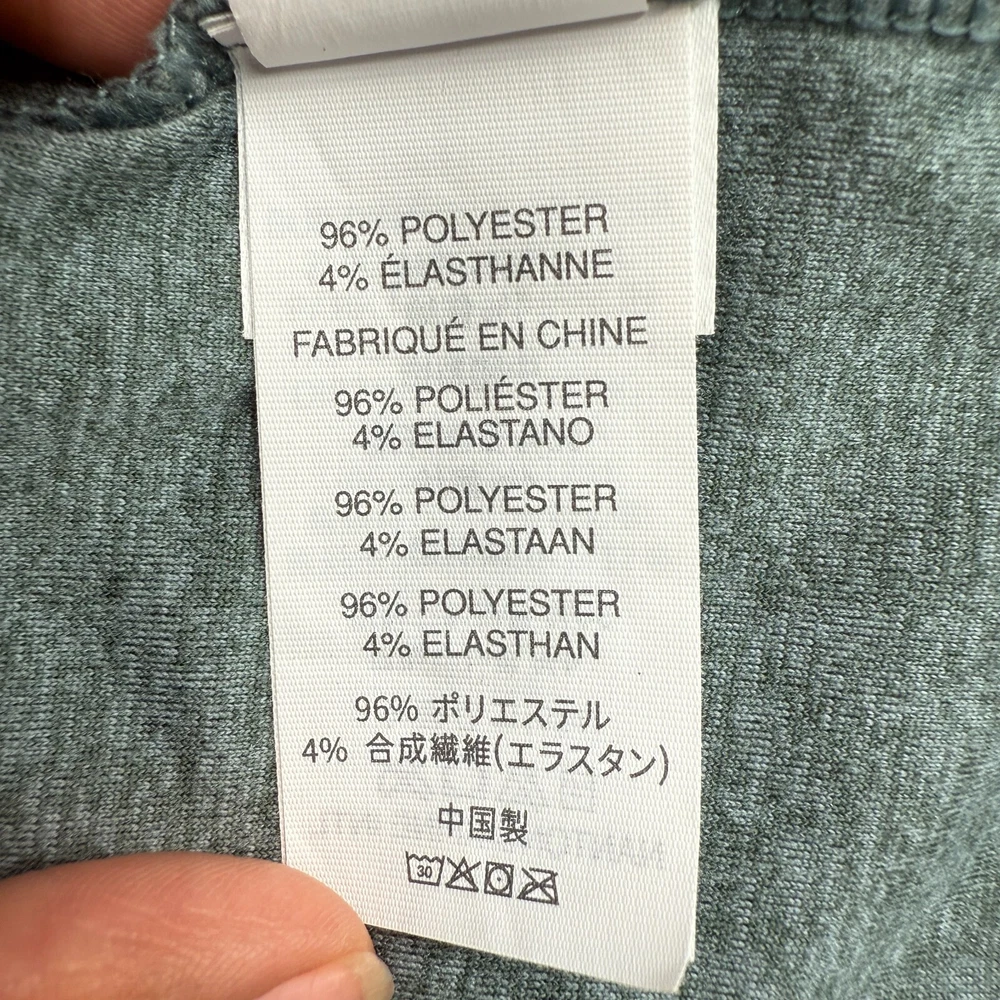 96% POLYESTER
4% ÉLASTHANNE
FABRIQUÉ EN CHINE
96% POLIÉSTER
4% ELASTANO
96% POLYESTER
4% ELASTAAN
96% POLYESTER
4% ELASTHAN
96% ポリエステル
4% 合成繊維(エラスタン)
中国製
30